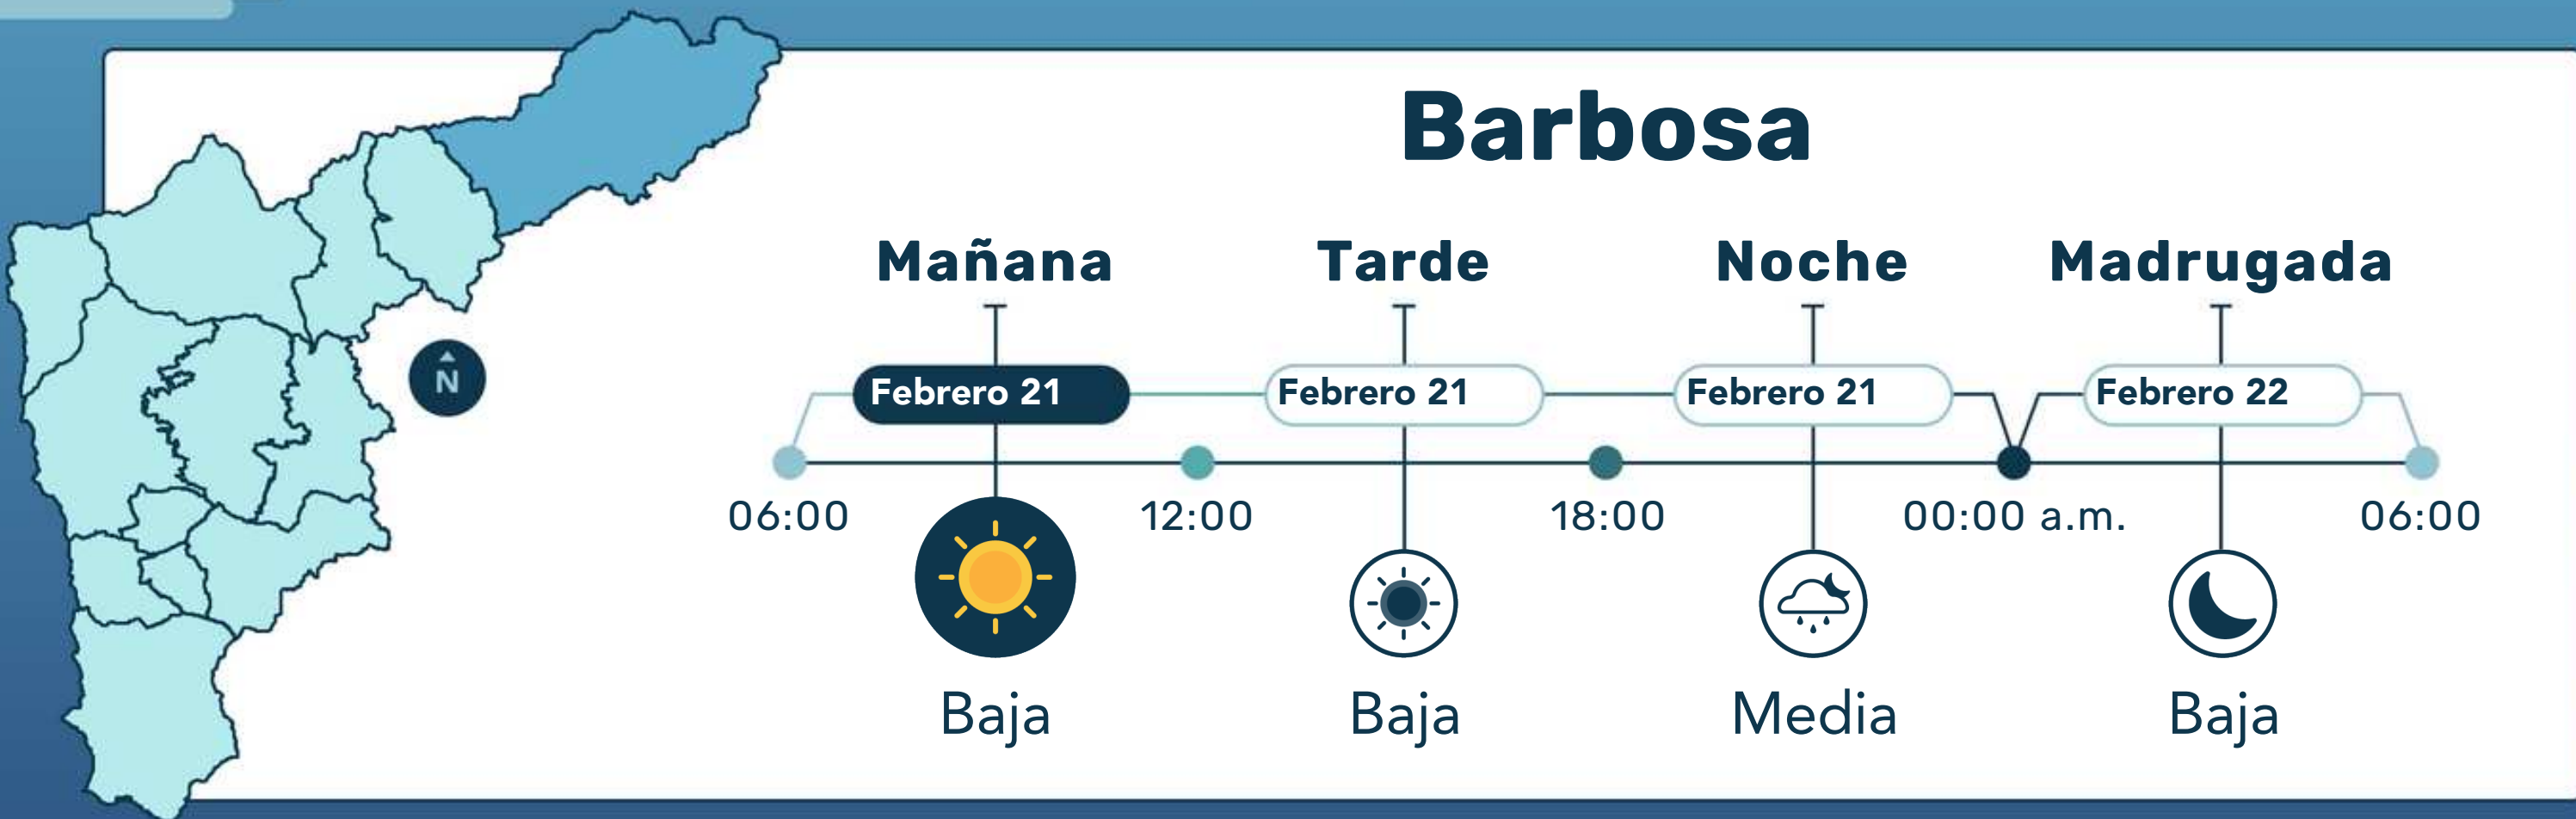 Barbosa
Mañana Tarde Noche Madrugada
Febrero 21 Febrero 21 Febrero 21 Febrero 22
N
06:00 12:00 18:00 00:00 a.m. 06:00
Baja Baja Media Baja